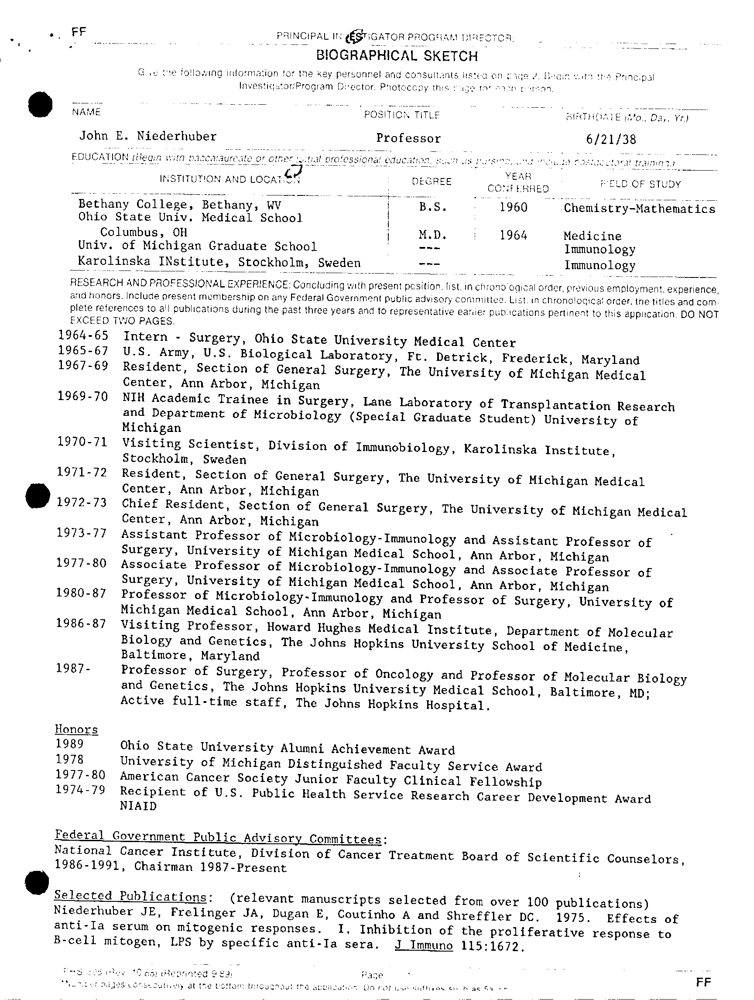 FF
PRINCIPAL INVESTIGATOR/PROGRAM DIRECTOR:
BIOGRAPHICAL SKETCH
Give the following information for the key personnel and consultants listed on page 2. Begin with the Principal
Investigator/Program Director. Photocopy this page for each person.
NAME
POSITION TITLE
BIRTHDATE (Mo., Day, Yr.)
John E. Niederhuber
Professor
6/21/38
EDUCATION (Begin with baccalaureate or other initial professional education, such as nursing, and include postdoctoral training.)
INSTITUTION AND LOCATION DEGREE YEAR CONFERRED FIELD OF STUDY
Bethany College, Bethany, WV B.S. 1960 Chemistry-Mathematics
Ohio State Univ. Medical School
Columbus, OH M.D. 1964 Medicine
Univ. of Michigan Graduate School --- Immunology
Karolinska INstitute, Stockholm, Sweden --- Immunology
RESEARCH AND PROFESSIONAL EXPERIENCE: Concluding with present position, list, in chronological order, previous employment, experience,
and honors. Include present membership on any Federal Government public advisory committee. List, in chronological order, the titles and com-
plete references to all publications during the past three years and to representative earlier publications pertinent to this application. DO NOT
EXCEED TWO PAGES.
1964-65 Intern - Surgery, Ohio State University Medical Center
1965-67 U.S. Army, U.S. Biological Laboratory, Ft. Detrick, Frederick, Maryland
1967-69 Resident, Section of General Surgery, The University of Michigan Medical
Center, Ann Arbor, Michigan
1969-70 NIH Academic Trainee in Surgery, Lane Laboratory of Transplantation Research
and Department of Microbiology (Special Graduate Student) University of
Michigan
1970-71 Visiting Scientist, Division of Immunobiology, Karolinska Institute,
Stockholm, Sweden
1971-72 Resident, Section of General Surgery, The University of Michigan Medical
Center, Ann Arbor, Michigan
1972-73 Chief Resident, Section of General Surgery, The University of Michigan Medical
Center, Ann Arbor, Michigan
1973-77 Assistant Professor of Microbiology-Immunology and Assistant Professor of
Surgery, University of Michigan Medical School, Ann Arbor, Michigan
1977-80 Associate Professor of Microbiology-Immunology and Associate Professor of
Surgery, University of Michigan Medical School, Ann Arbor, Michigan
1980-87 Professor of Microbiology-Immunology and Professor of Surgery, University of
Michigan Medical School, Ann Arbor, Michigan
1986-87 Visiting Professor, Howard Hughes Medical Institute, Department of Molecular
Biology and Genetics, The Johns Hopkins University School of Medicine,
Baltimore, Maryland
1987- Professor of Surgery, Professor of Oncology and Professor of Molecular Biology
and Genetics, The Johns Hopkins University Medical School, Baltimore, MD;
Active full-time staff, The Johns Hopkins Hospital.
Honors
1989 Ohio State University Alumni Achievement Award
1978 University of Michigan Distinguished Faculty Service Award
1977-80 American Cancer Society Junior Faculty Clinical Fellowship
1974-79 Recipient of U.S. Public Health Service Research Career Development Award
NIAID
Federal Government Public Advisory Committees:
National Cancer Institute, Division of Cancer Treatment Board of Scientific Counselors,
1986-1991, Chairman 1987-Present
Selected Publications: (relevant manuscripts selected from over 100 publications)
Niederhuber JE, Frelinger JA, Dugan E, Coutinho A and Shreffler DC. 1975. Effects of
anti-Ia serum on mitogenic responses. I. Inhibition of the proliferative response to
B-cell mitogen, LPS by specific anti-Ia sera. J Immuno 115:1672.
(Reprinted 9/89) Page FF
pages consecutively at the bottom throughout the application. Do not use suffixes such as